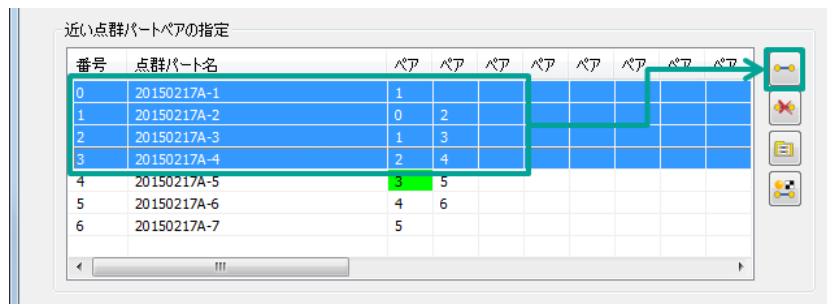 近い点群パートペアの指定
番号 点群パート名 ペア ペア ペア ペア ペア ペア ペア
0 20150217A-1 1
1 20150217A-2 0 2
2 20150217A-3 1 3
3 20150217A-4 2 4
4 20150217A-5 3 5
5 20150217A-6 4 6
6 20150217A-7 5